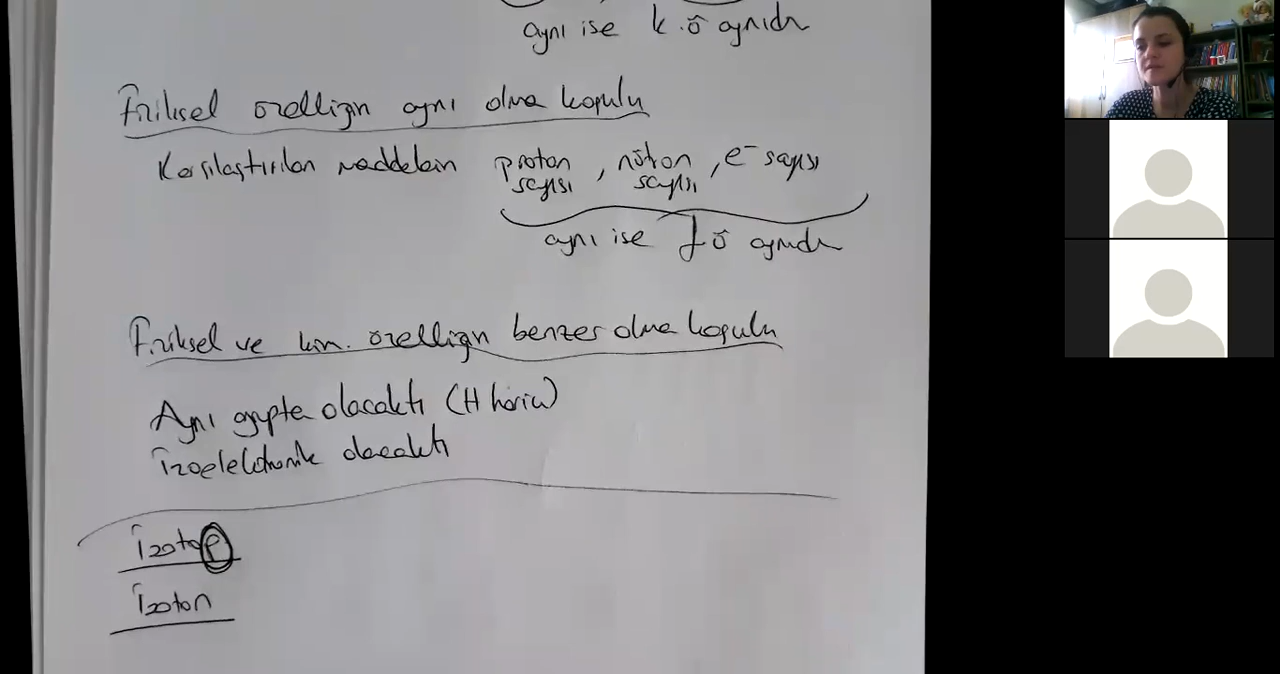 aynı ise k.ö aynıdır
Fiziksel özelliğin aynı olma koşulu
Karşılaştırılan maddelerin proton sayısı, nötron sayısı, e⁻ sayısı
aynı ise f.ö aynıdır
Fiziksel ve kim. özelliğin benzer olma koşulu
Aynı grupta olacaktı (H hariç)
İzoelektronik olacaktı
İzotop
İzoton